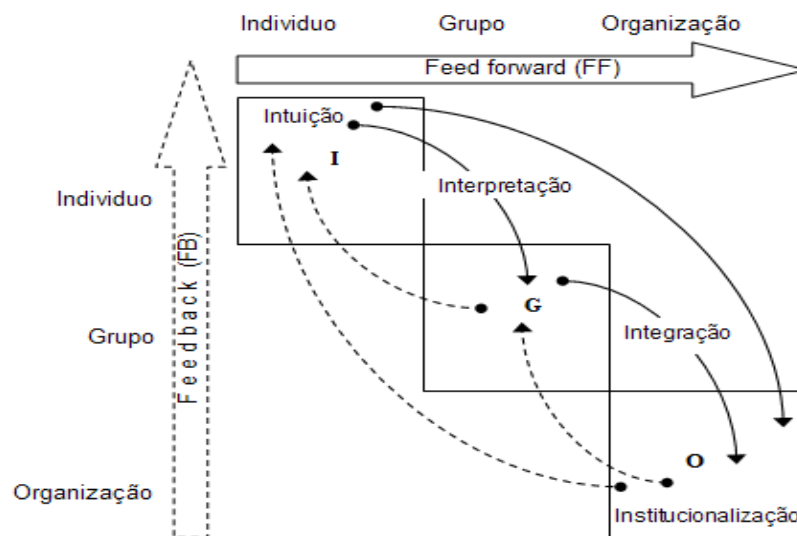 Individuo Grupo Organização
Feed forward (FF)
Intuição
I
Individuo
Interpretação
Feedback (FB)
G
Grupo
Integração
O
Organização
Institucionalização